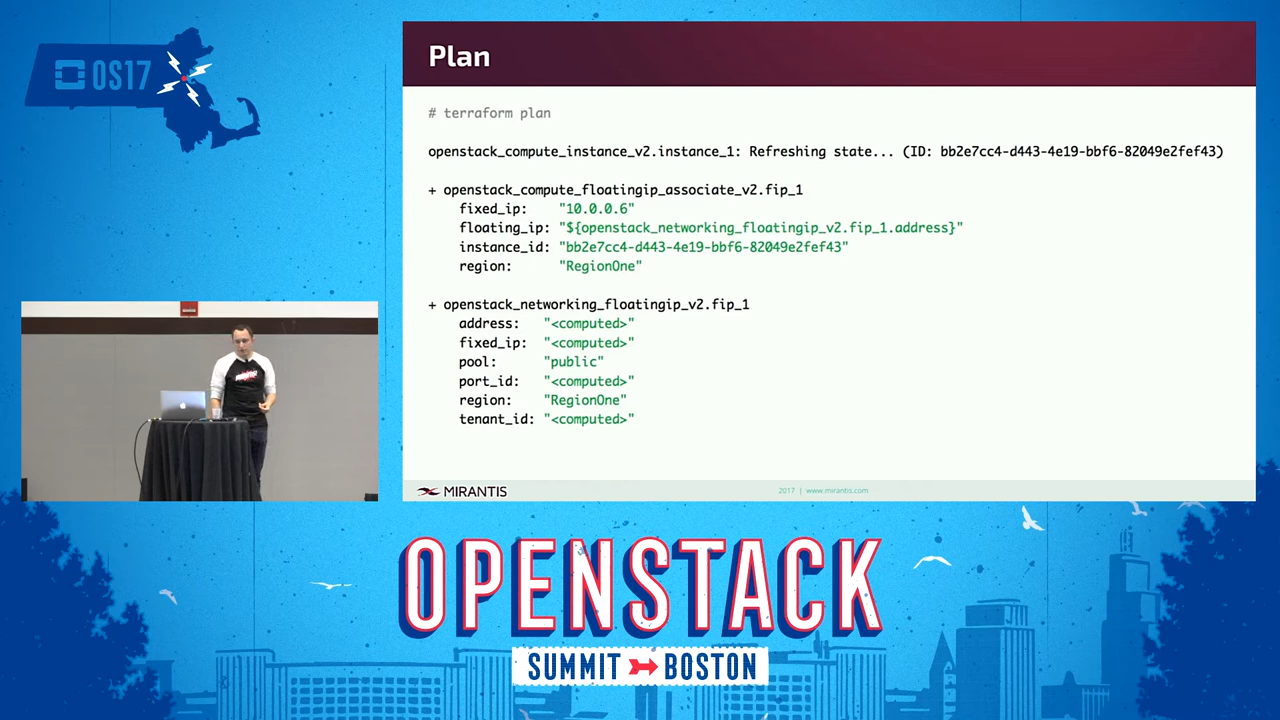 OS17
Plan
# terraform plan
openstack_compute_instance_v2.instance_1: Refreshing state... (ID: bb2e7cc4-d443-4e19-bbf6-82049e2fef43)
+ openstack_compute_floatingip_associate_v2.fip_1
fixed_ip: "10.0.0.6"
floating_ip: "${openstack_networking_floatingip_v2.fip_1.address}"
instance_id: "bb2e7cc4-d443-4e19-bbf6-82049e2fef43"
region: "RegionOne"
+ openstack_networking_floatingip_v2.fip_1
address: "<computed>"
fixed_ip: "<computed>"
pool: "public"
port_id: "<computed>"
region: "RegionOne"
tenant_id: "<computed>"
MIRANTIS
2017 | www.mirantis.com
OPENSTACK
SUMMIT BOSTON